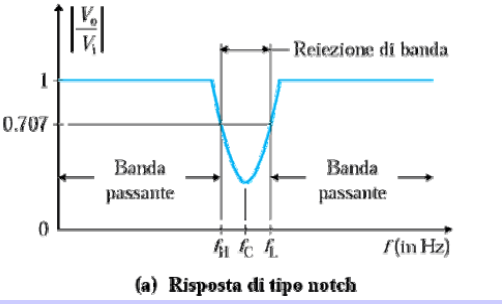 |Vo/Vi|
Reiezione di banda
1
0.707
Banda passante
Banda passante
0
fH fC fL f (in Hz)
(a) Risposta di tipo notch